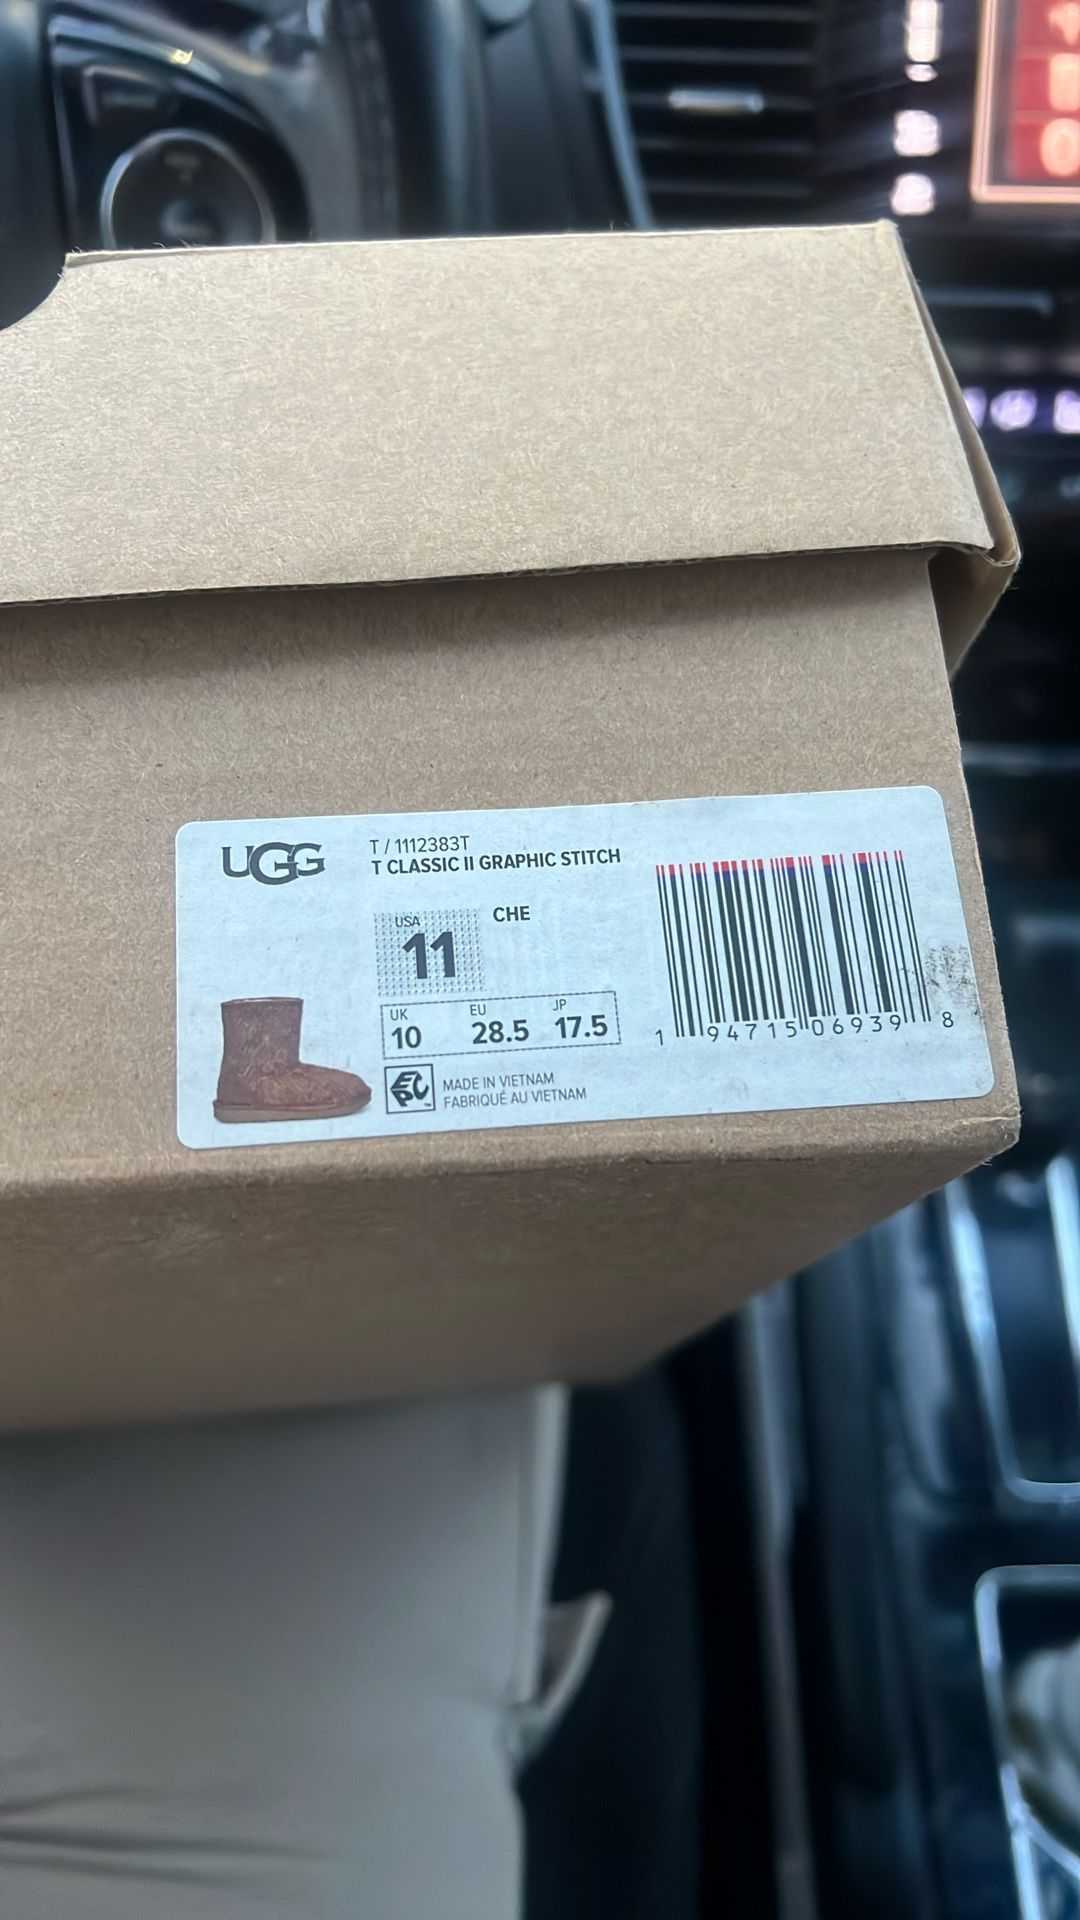 UGG
T / 1112383T
T CLASSIC II GRAPHIC STITCH
USA
11
CHE
UK EU JP
10 28.5 17.5
MADE IN VIETNAM
FABRIQUÉ AU VIETNAM
1 94715 06939 8